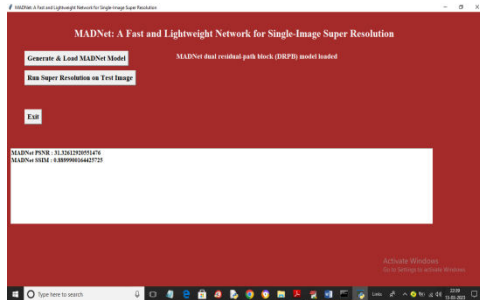 MADNet: A Fast and Lightweight Network for Single-Image Super Resolution
MADNet: A Fast and Lightweight Network for Single-Image Super Resolution
Generate & Load MADNet Model
MADNet dual residual-path block (DRPB) model loaded
Run Super Resolution on Test Image
Exit
MADNet PSNR : 31.32612920551476
MADNet SSIM : 0.8899980164425725
Activate Windows
Go to Settings to activate Windows.
Type here to search
Links
22:09